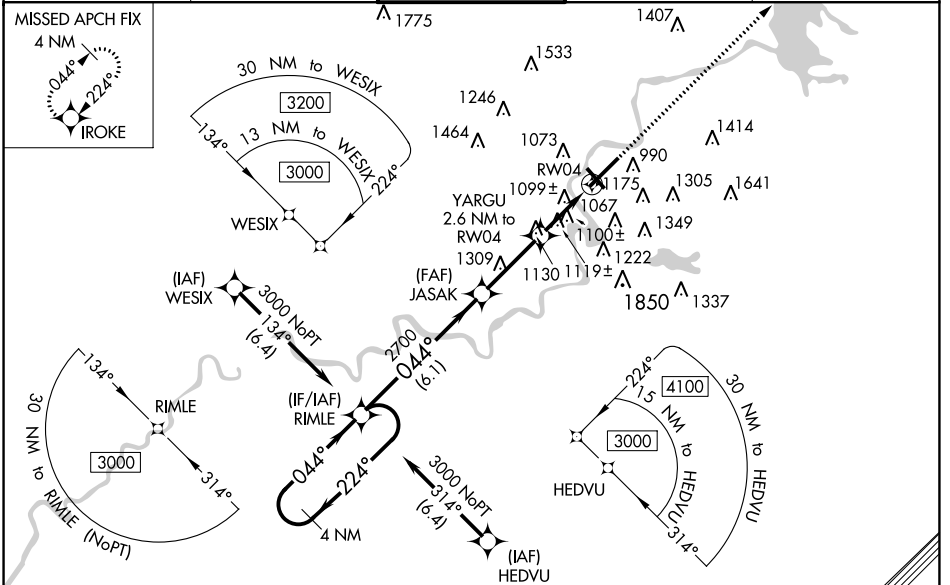 MISSED APCH FIX
4 NM
044°
224°
IROKE
1775
1407
1533
30 NM to WESIX
3200
1246
134°
13 NM to WESIX
3000
224°
1464
1073
1414
990
RW04
WESIX
YARGU
2.6 NM to
RW04
1099±
1175
1305
1641
1067
1349
1100±
1309
1130
1119±
1222
(FAF)
JASAK
1850
1337
(IAF)
WESIX
3000 NoPT
134°
(6.4)
2700
044°
(6.1)
134°
RIMLE
3000
314°
30 NM to RIMLE (NoPT)
(IF/IAF)
RIMLE
044°
224°
4 NM
3000 NoPT
314°
(6.4)
(IAF)
HEDVU
224°
4100
15 NM to HEDVU
3000
30 NM to HEDVU
HEDVU
314°